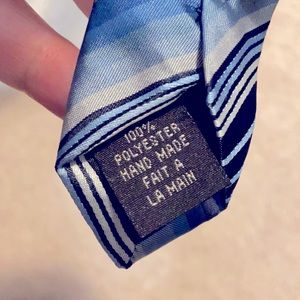 100%
POLYESTER
HAND MADE
FAIT A
LA MAIN